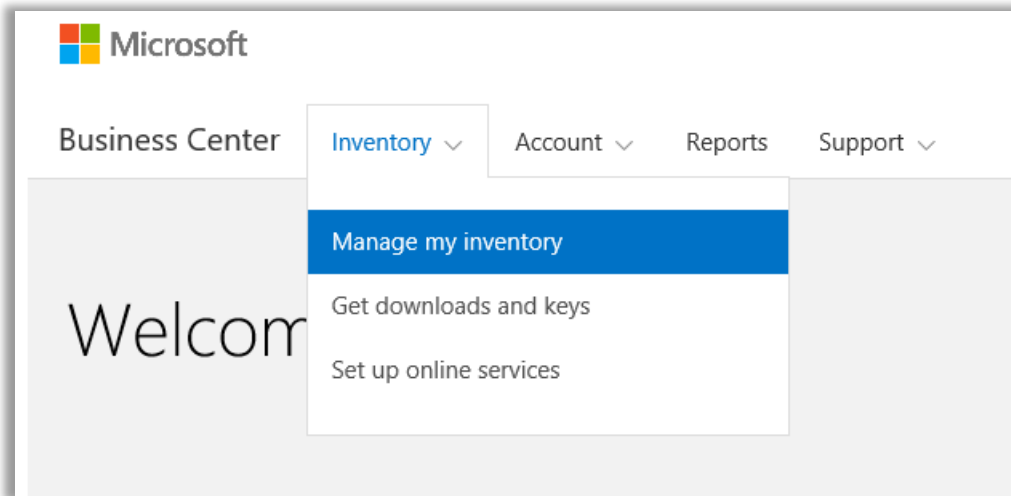 Microsoft
Business Center Inventory Account Reports Support
Manage my inventory
Get downloads and keys
Welcom
Set up online services